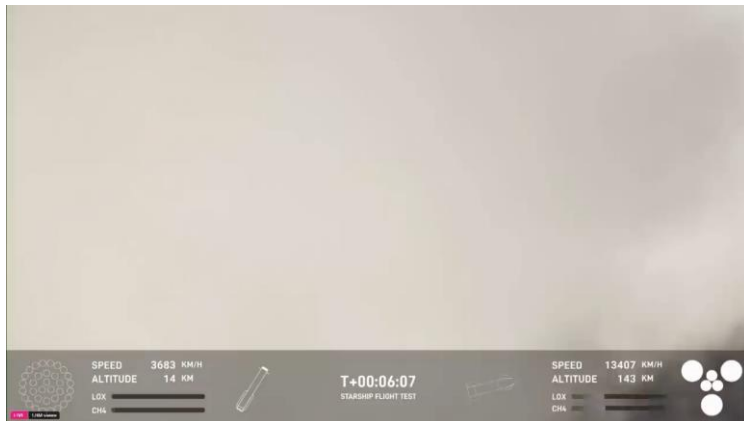 SPEED 3683 KM/H
ALTITUDE 14 KM
LOX
CH4
T+00:06:07
STARSHIP FLIGHT TEST
SPEED 13407 KM/H
ALTITUDE 143 KM
LOX
CH4